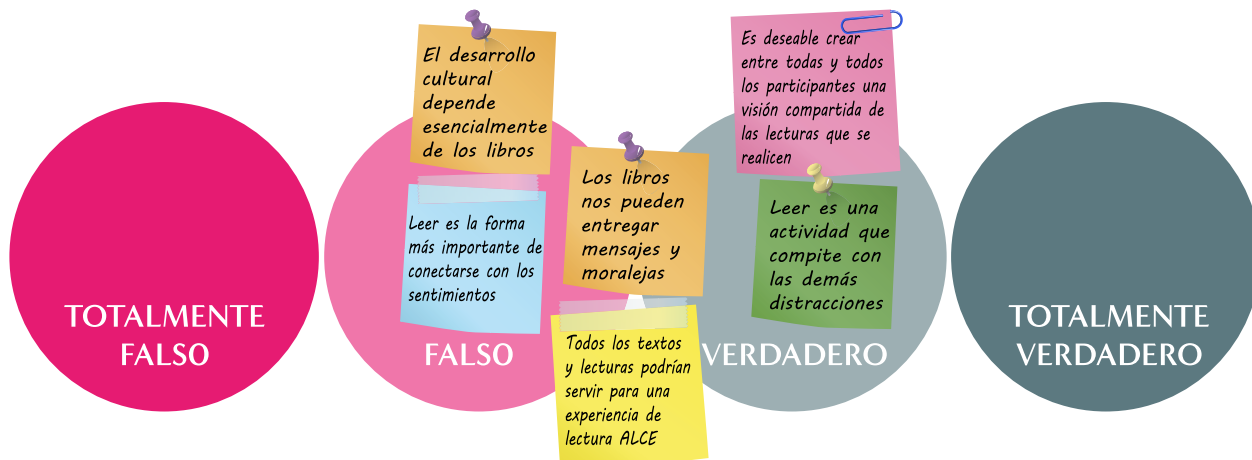 El desarrollo
cultural
depende
esencialmente
de los libros
Leer es la forma
más importante de
conectarse con los
sentimientos
Los libros
nos pueden
entregar
mensajes y
moralejas
Todos los textos
y lecturas podrían
servir para una
experiencia de
lectura ALCE
Es deseable crear
entre todas y todos
los participantes una
visión compartida de
las lecturas que se
realicen
Leer es una
actividad que
compite con
las demás
distracciones
TOTALMENTE
FALSO
FALSO
VERDADERO
TOTALMENTE
VERDADERO